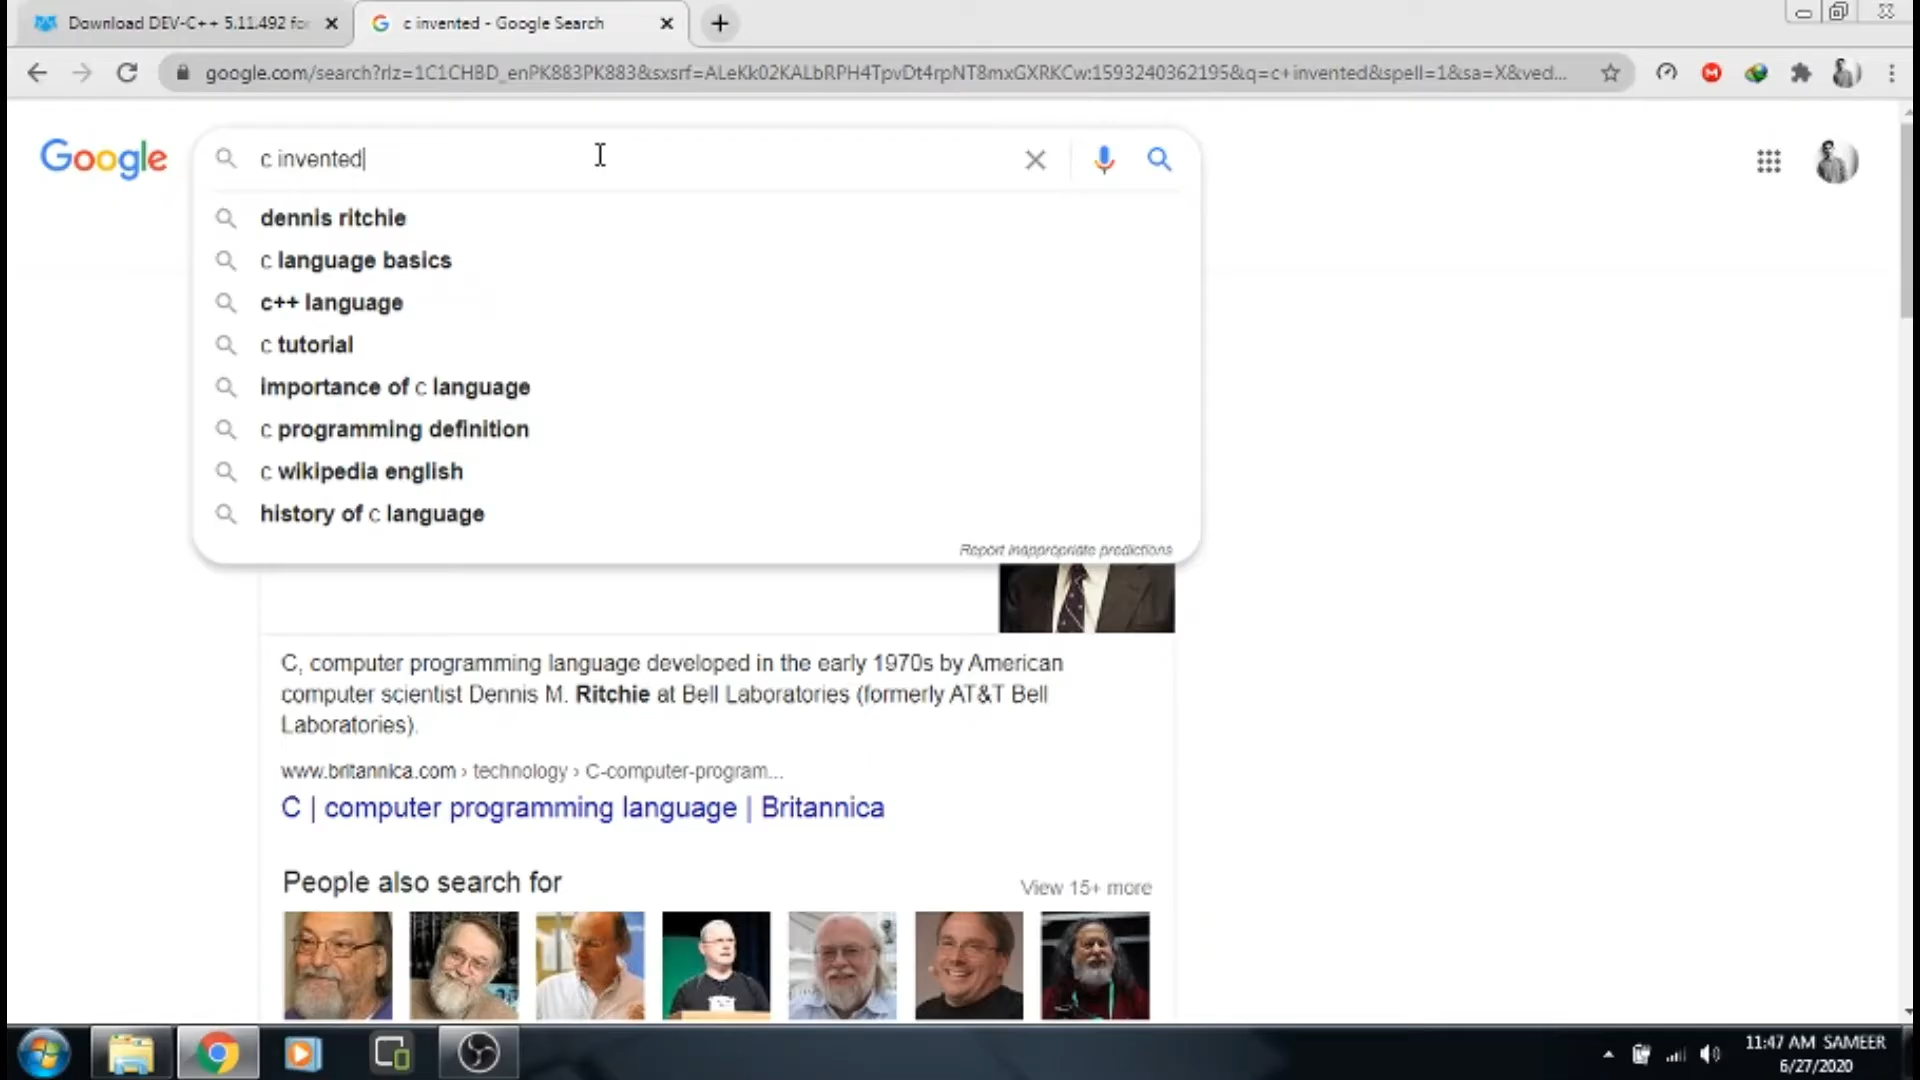 Download DEV-C++ 5.11.492 for
c invented - Google Search
google.com/search?rlz=1C1CHBD_enPK883PK883&sxsrf=ALeKk02KALbRPH4TpvDt4rpNT8mxGXRKCw:1593240362195&q=c+invented&spell=1&sa=X&ved...
Google
c invented
dennis ritchie
c language basics
c++ language
c tutorial
importance of c language
c programming definition
c wikipedia english
history of c language
Report inappropriate predictions
C, computer programming language developed in the early 1970s by American
computer scientist Dennis M. Ritchie at Bell Laboratories (formerly AT&T Bell
Laboratories).
www.britannica.com › technology › C-computer-program...
C | computer programming language | Britannica
People also search for
View 15+ more
11:47 AM SAMEER
6/27/2020